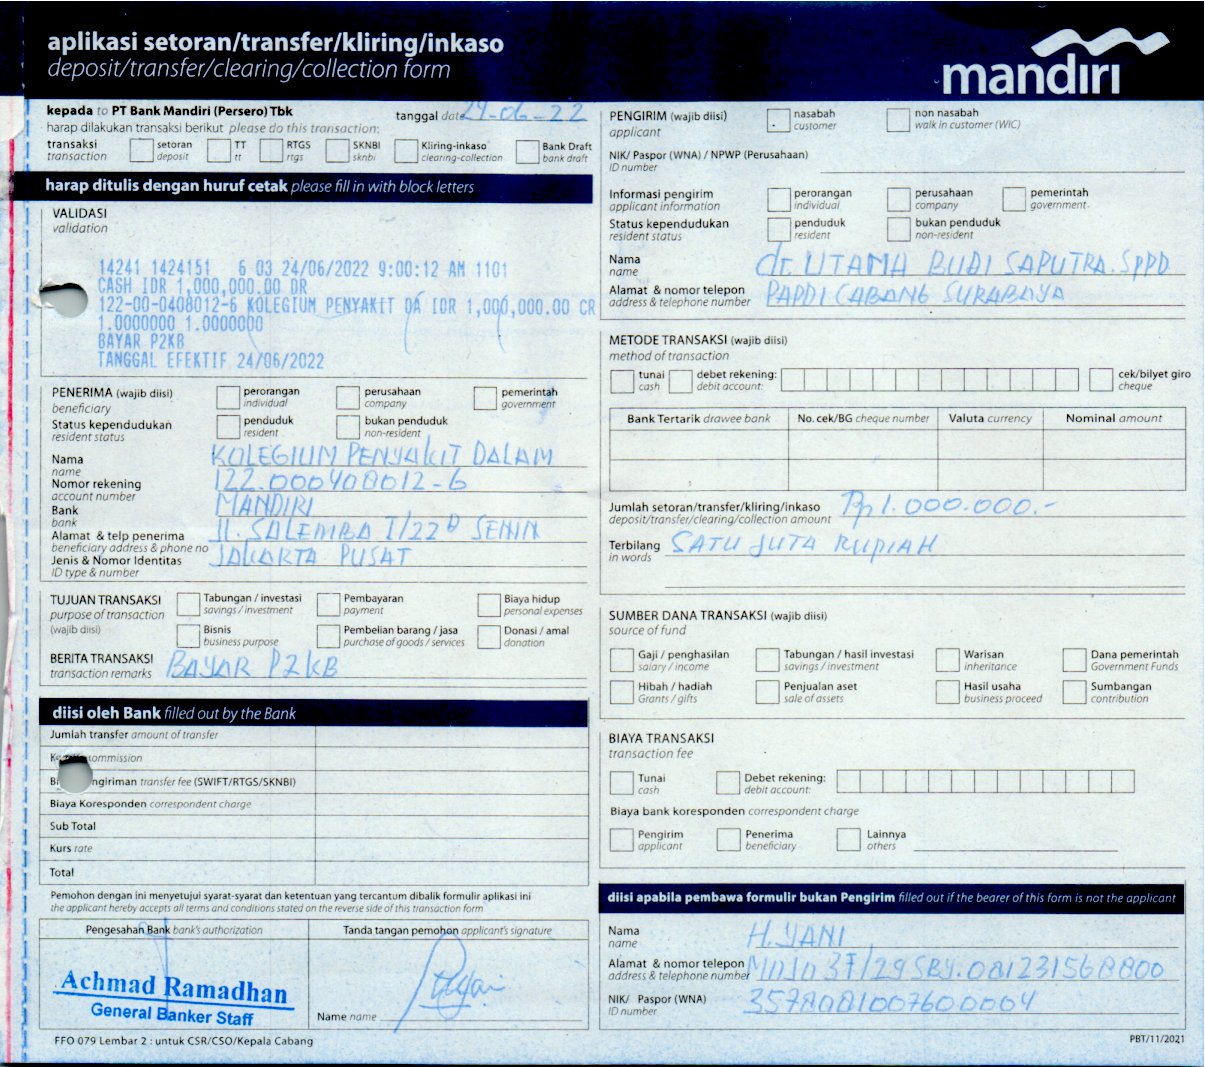 aplikasi setoran/transfer/kliring/inkaso
deposit/transfer/clearing/collection form
mandiri
kepada to PT Bank Mandiri (Persero) Tbk
tanggal date 24-06-22
harap dilakukan transaksi berikut please do this transaction:
transaksi transaction
setoran deposit
TT tt
RTGS rtgs
SKNBI sknbi
Kliring-inkaso clearing-collection
Bank Draft bank draft
harap ditulis dengan huruf cetak please fill in with block letters
VALIDASI
validation
14241 1424151 6 03 24/06/2022 9:00:12 AM 1101
CASH IDR 1,000,000.00 DR
122-00-0408012-6 KOLEGIUM PENYAKIT DA IDR 1,000,000.00 CR
1.0000000 1.0000000
BAYAR P2KB
TANGGAL EFEKTIF 24/06/2022
PENERIMA (wajib diisi)
beneficiary
perorangan individual
perusahaan company
pemerintah government
Status kependudukan
resident status
penduduk resident
bukan penduduk non-resident
Nama KOLEGIUM PENYAKIT DALAM
name
Nomor rekening 122.000408012-6
account number
Bank MANDIRI
bank
Alamat & telp penerima Jl. SALEMBA I/22 D SENIN
beneficiary address & phone no
Jenis & Nomor Identitas JAKARTA PUSAT
ID type & number
TUJUAN TRANSAKSI
purpose of transaction
(wajib diisi)
Tabungan / investasi savings / investment
Pembayaran payment
Biaya hidup personal expenses
Bisnis business purpose
Pembelian barang / jasa purchase of goods / services
Donasi / amal donation
BERITA TRANSAKSI BAYAR P2KB
transaction remarks
diisi oleh Bank filled out by the Bank
Jumlah transfer amount of transfer
commission
ngiriman transfer fee (SWIFT/RTGS/SKNBI)
Biaya Koresponden correspondent charge
Sub Total
Kurs rate
Total
Pemohon dengan ini menyetujui syarat-syarat dan ketentuan yang tercantum dibalik formulir aplikasi ini
the applicant hereby accepts all terms and conditions stated on the reverse side of this transaction form
Pengesahan Bank bank's authorization
Tanda tangan pemohon applicant's signature
Achmad Ramadhan
General Banker Staff
Name name
FFO 079 Lembar 2 : untuk CSR/CSO/Kepala Cabang
PENGIRIM (wajib diisi)
applicant
nasabah customer
non nasabah walk in customer (WIC)
NIK/ Paspor (WNA) / NPWP (Perusahaan)
ID number
Informasi pengirim
applicant information
perorangan individual
perusahaan company
pemerintah government
Status kependudukan
resident status
penduduk resident
bukan penduduk non-resident
Nama dr. UTAMA BUDI SAPUTRA. SpPD
name
Alamat & nomor telepon PAPDI CABANG SURABAYA
address & telephone number
METODE TRANSAKSI (wajib diisi)
method of transaction
tunai cash
debet rekening: debit account:
cek/bilyet giro cheque
Bank Tertarik drawee bank
No. cek/BG cheque number
Valuta currency
Nominal amount
Jumlah setoran/transfer/kliring/inkaso Rp 1.000.000.-
deposit/transfer/clearing/collection amount
Terbilang SATU JUTA RUPIAH
in words
SUMBER DANA TRANSAKSI (wajib diisi)
source of fund
Gaji / penghasilan salary / income
Tabungan / hasil investasi savings / investment
Warisan inheritance
Dana pemerintah Government Funds
Hibah / hadiah Grants / gifts
Penjualan aset sale of assets
Hasil usaha business proceed
Sumbangan contribution
BIAYA TRANSAKSI
transaction fee
Tunai cash
Debet rekening: debit account:
Biaya bank koresponden correspondent charge
Pengirim applicant
Penerima beneficiary
Lainnya others
diisi apabila pembawa formulir bukan Pengirim filled out if the bearer of this form is not the applicant
Nama H. YANI
name
Alamat & nomor telepon SBY. 081231568800
address & telephone number
NIK/ Paspor (WNA) 3578081007600004
ID number
PBT/11/2021